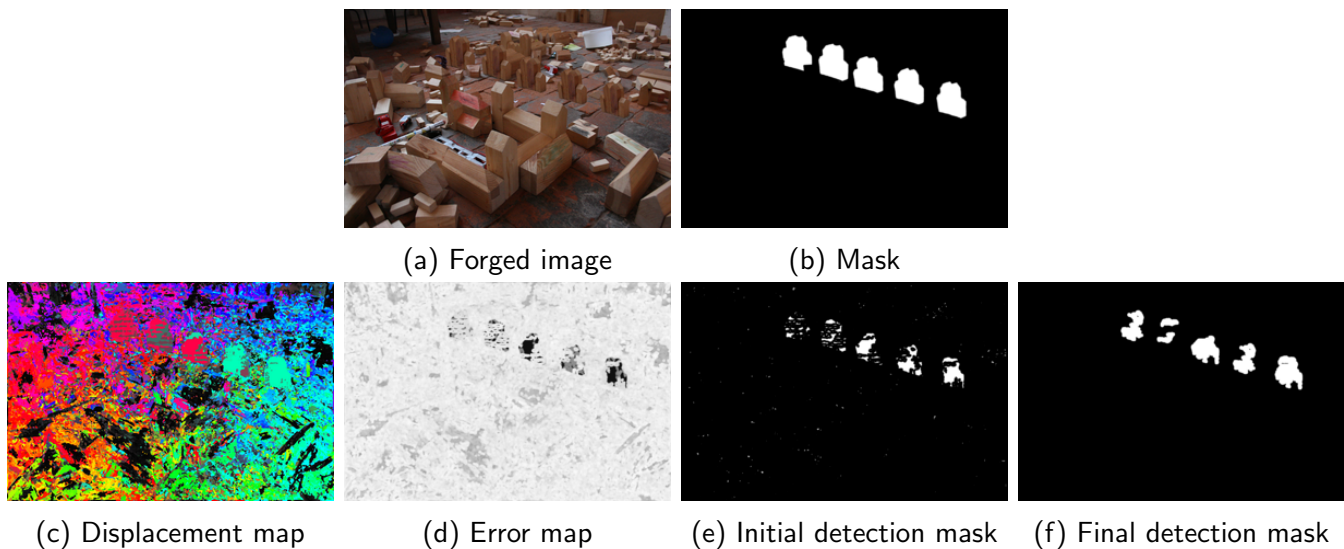 (a) Forged image
(b) Mask
(c) Displacement map
(d) Error map
(e) Initial detection mask
(f) Final detection mask